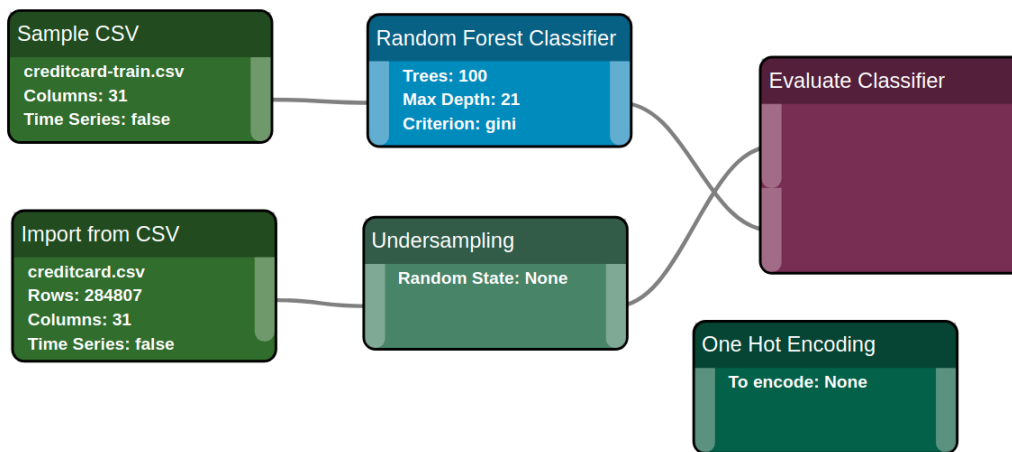 Sample CSV
creditcard-train.csv
Columns: 31
Time Series: false
Random Forest Classifier
Trees: 100
Max Depth: 21
Criterion: gini
Evaluate Classifier
Import from CSV
creditcard.csv
Rows: 284807
Columns: 31
Time Series: false
Undersampling
Random State: None
One Hot Encoding
To encode: None